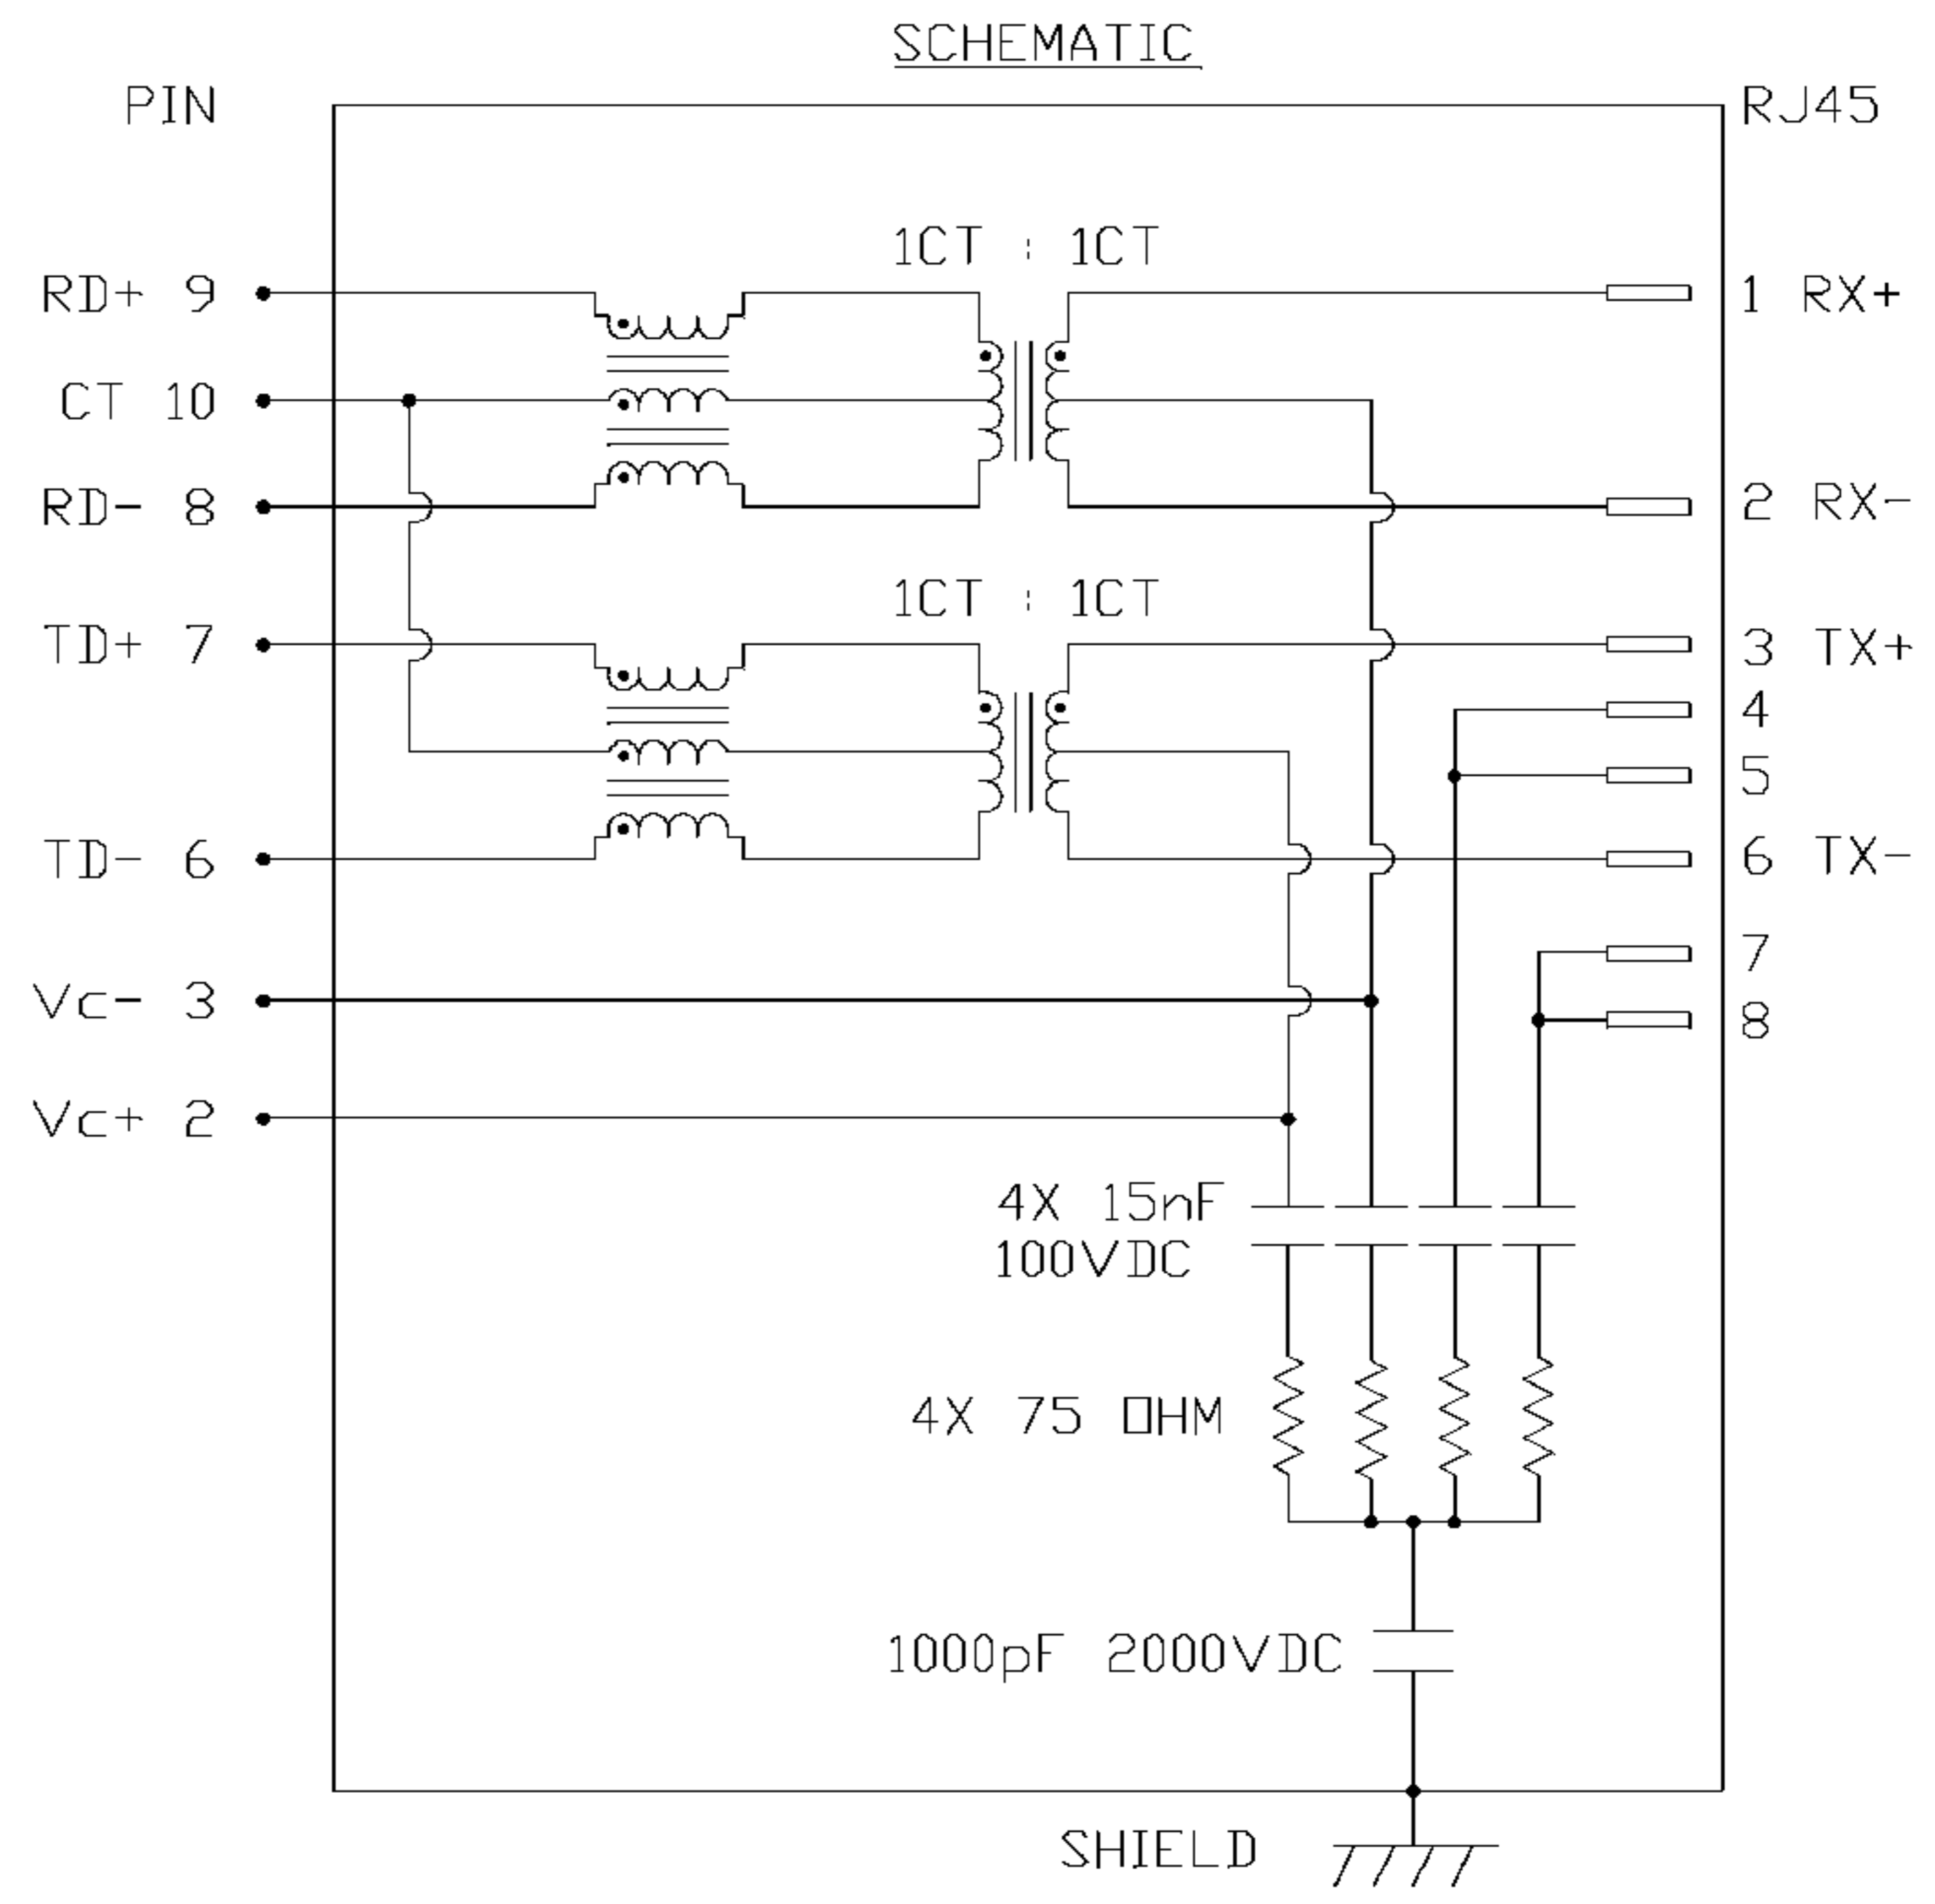 SCHEMATIC
PIN
RJ45
1CT : 1CT
RD+ 9
1 RX+
CT 10
RD- 8
2 RX-
1CT : 1CT
TD+ 7
3 TX+
4
5
TD- 6
6 TX-
7
Vc- 3
8
Vc+ 2
4X 15nF
100VDC
4X 75 OHM
1000pF 2000VDC
SHIELD